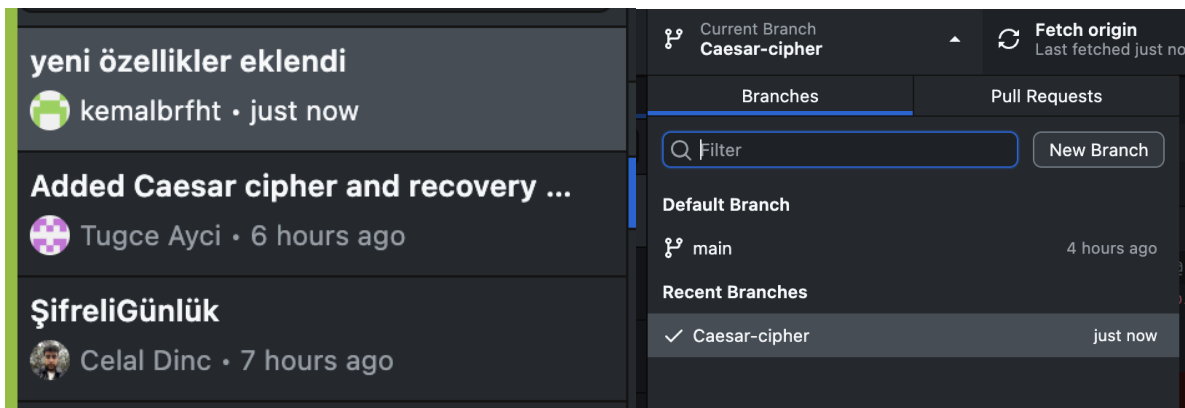 yeni özellikler eklendi
kemalbrfht • just now
Added Caesar cipher and recovery ...
Tugce Ayci • 6 hours ago
ŞifreliGünlük
Celal Dinc • 7 hours ago
Current Branch
Caesar-cipher
Fetch origin
Last fetched just no
Branches
Pull Requests
Filter
New Branch
Default Branch
main
4 hours ago
Recent Branches
Caesar-cipher
just now